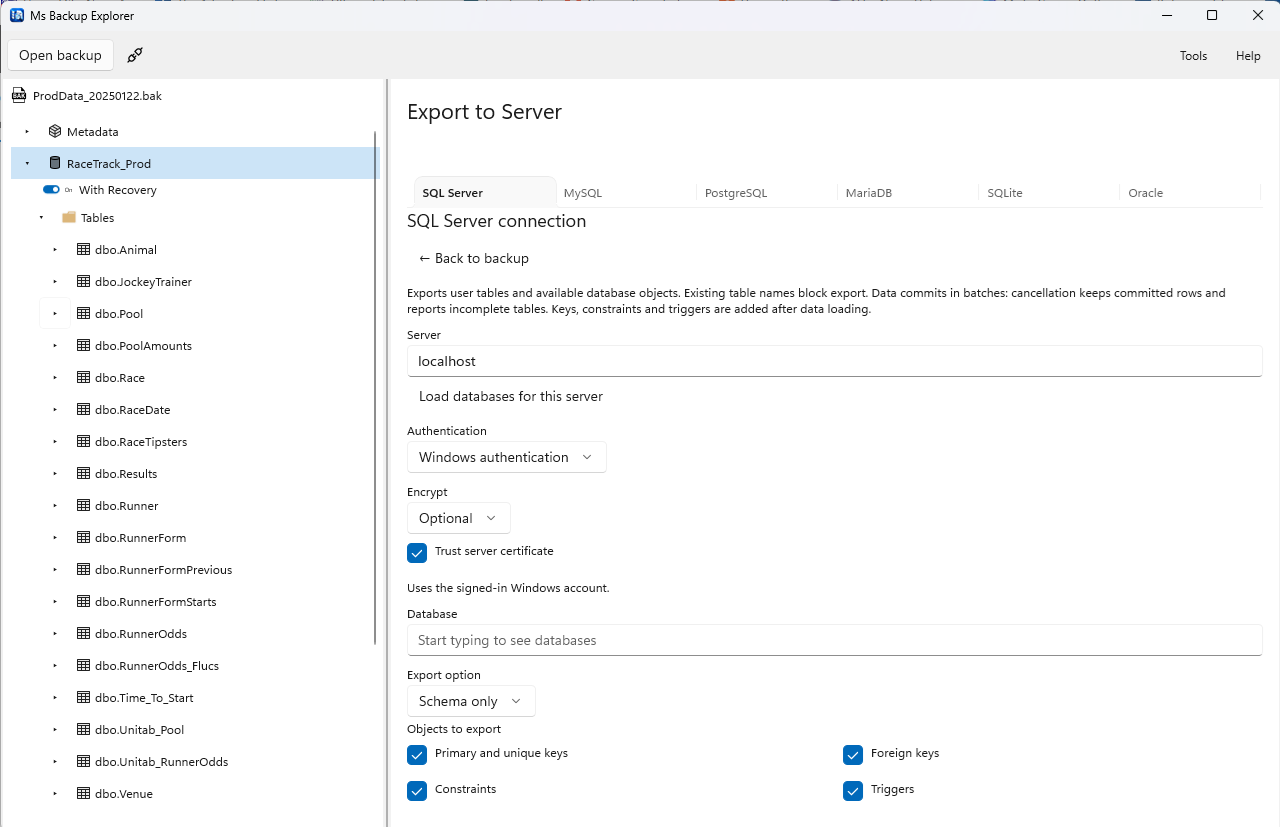 Ms Backup Explorer
Open backup
Tools
Help
ProdData_20250122.bak
Metadata
RaceTrack_Prod
On
With Recovery
Tables
dbo.Animal
dbo.JockeyTrainer
dbo.Pool
dbo.PoolAmounts
dbo.Race
dbo.RaceDate
dbo.RaceTipsters
dbo.Results
dbo.Runner
dbo.RunnerForm
dbo.RunnerFormPrevious
dbo.RunnerFormStarts
dbo.RunnerOdds
dbo.RunnerOdds_Flucs
dbo.Time_To_Start
dbo.Unitab_Pool
dbo.Unitab_RunnerOdds
dbo.Venue
Export to Server
SQL Server
MySQL
PostgreSQL
MariaDB
SQLite
Oracle
SQL Server connection
← Back to backup
Exports user tables and available database objects. Existing table names block export. Data commits in batches: cancellation keeps committed rows and
reports incomplete tables. Keys, constraints and triggers are added after data loading.
Server
localhost
Load databases for this server
Authentication
Windows authentication
Encrypt
Optional
Trust server certificate
Uses the signed-in Windows account.
Database
Start typing to see databases
Export option
Schema only
Objects to export
Primary and unique keys
Foreign keys
Constraints
Triggers